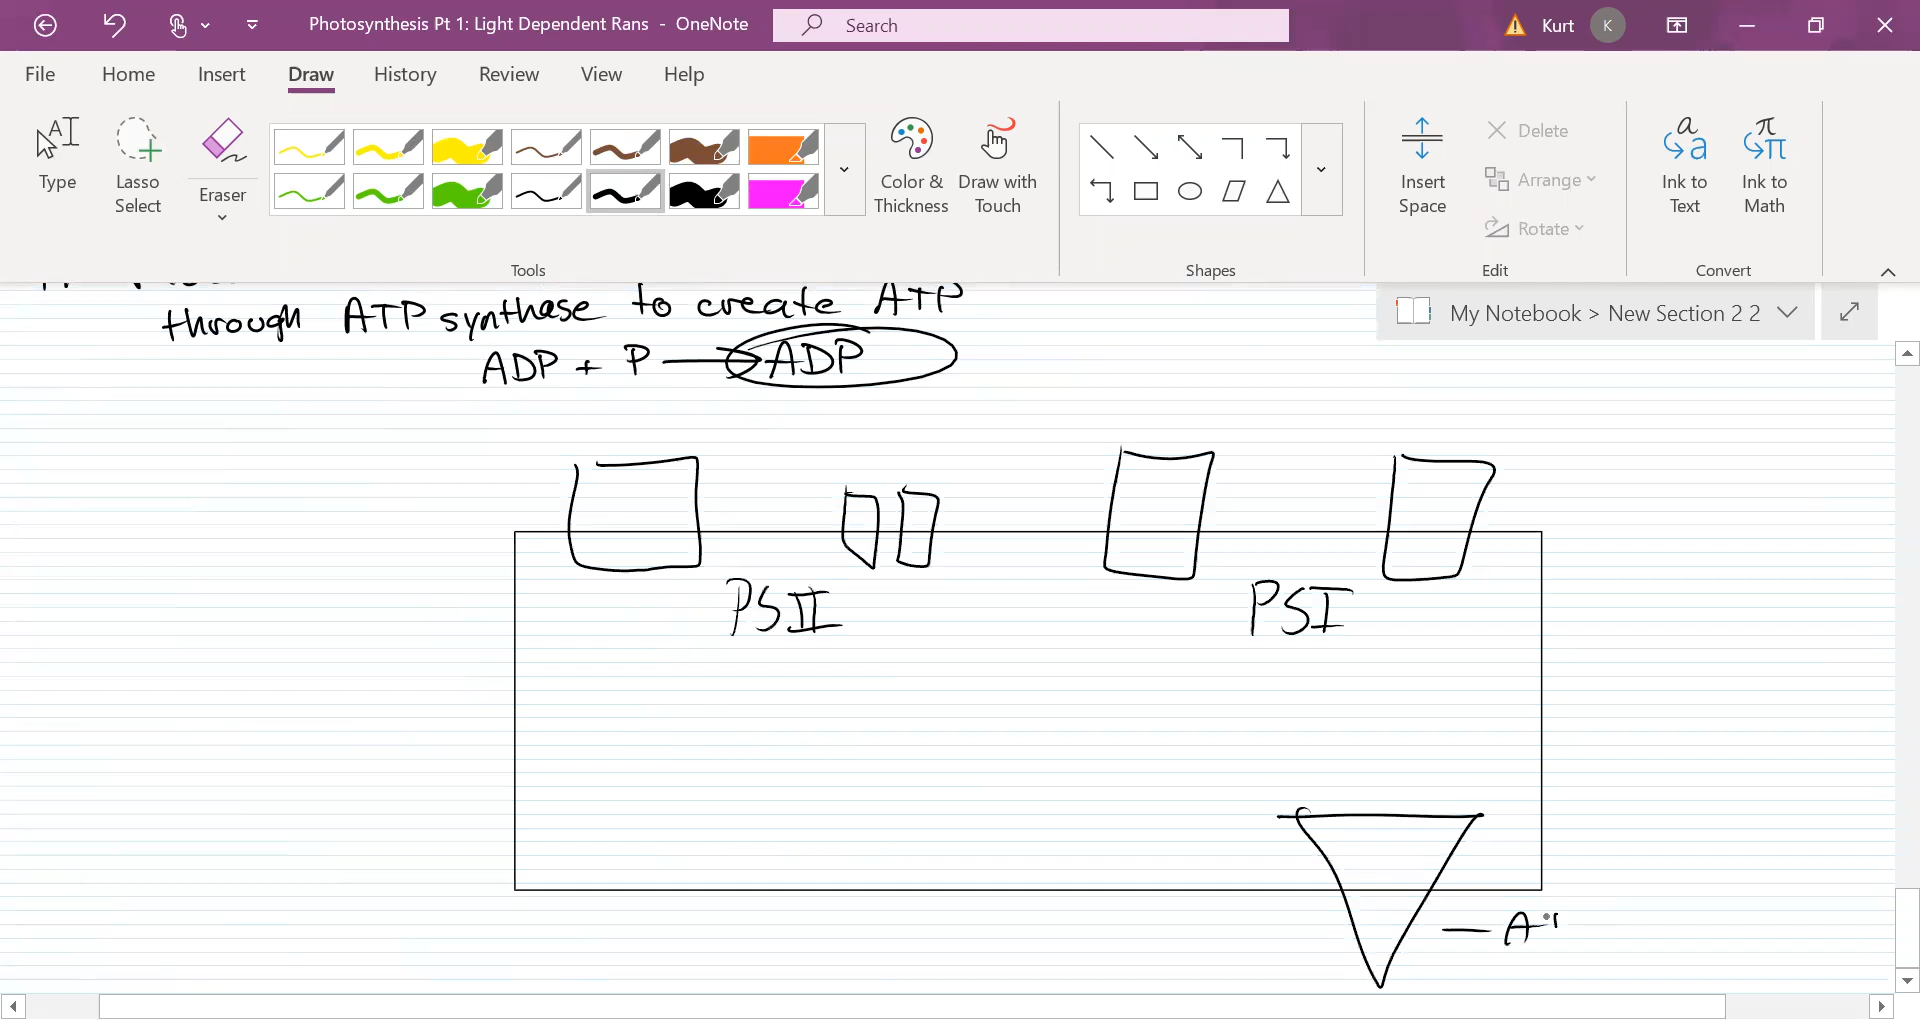 Photosynthesis Pt 1: Light Dependent Rans - OneNote
Search
Kurt
K
File Home Insert Draw History Review View Help
Type
Lasso Select
Eraser
Color & Thickness
Draw with Touch
Insert Space
Delete
Arrange
Rotate
Ink to Text
Ink to Math
Tools
Shapes
Edit
Convert
My Notebook > New Section 2 2
through ATP synthase to create ATP
ADP + P → ADP
PSII
PSI